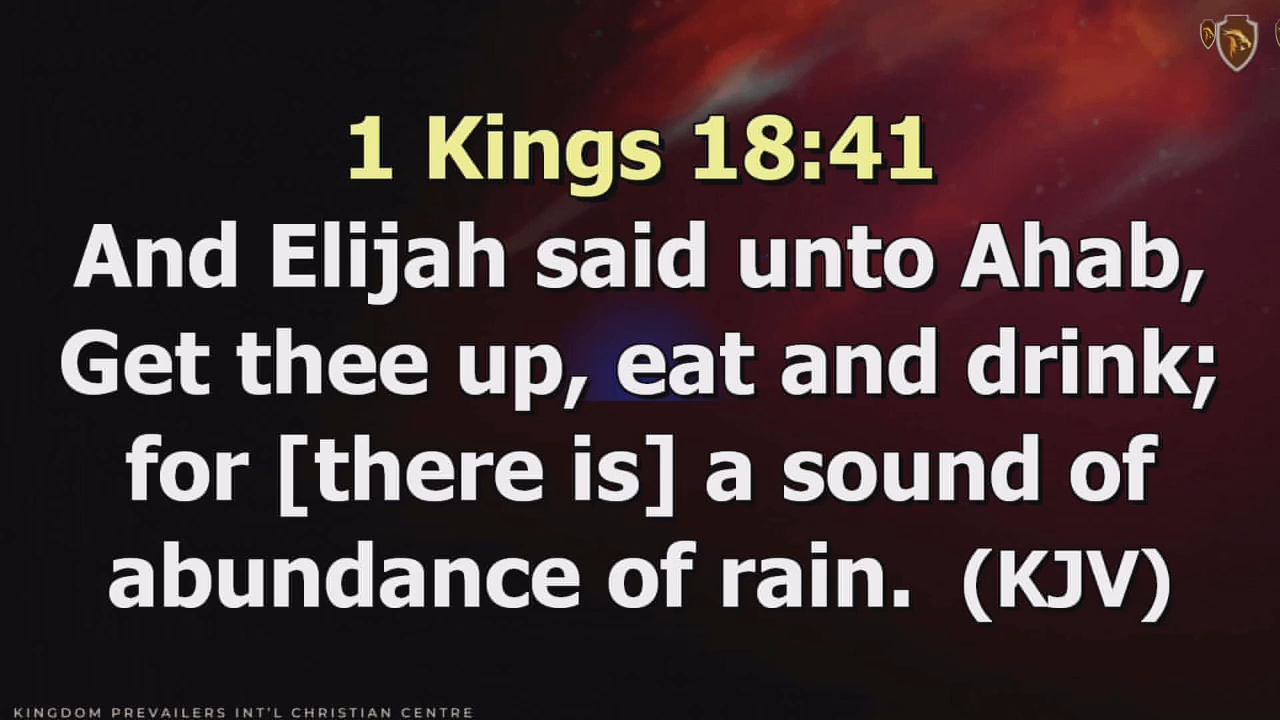 1 Kings 18:41
And Elijah said unto Ahab,
Get thee up, eat and drink;
for [there is] a sound of
abundance of rain. (KJV)
KINGDOM PREVAILERS INT'L CHRISTIAN CENTRE